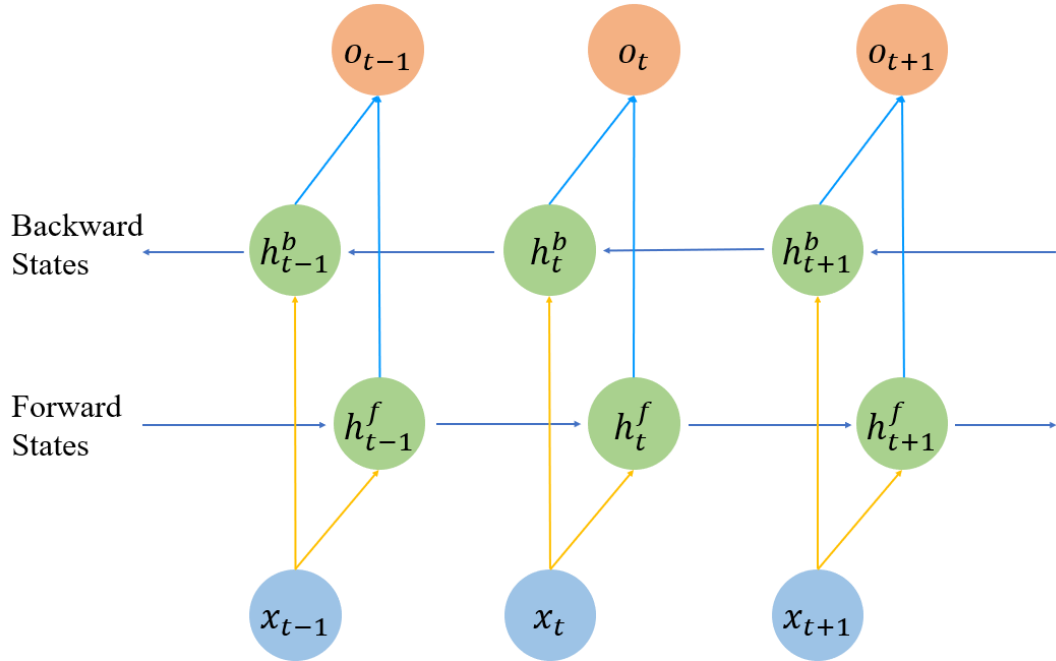 o_{t−1} o_t o_{t+1}
Backward
States
h^b_{t−1} h^b_t h^b_{t+1}
Forward
States
h^f_{t−1} h^f_t h^f_{t+1}
x_{t−1} x_t x_{t+1}